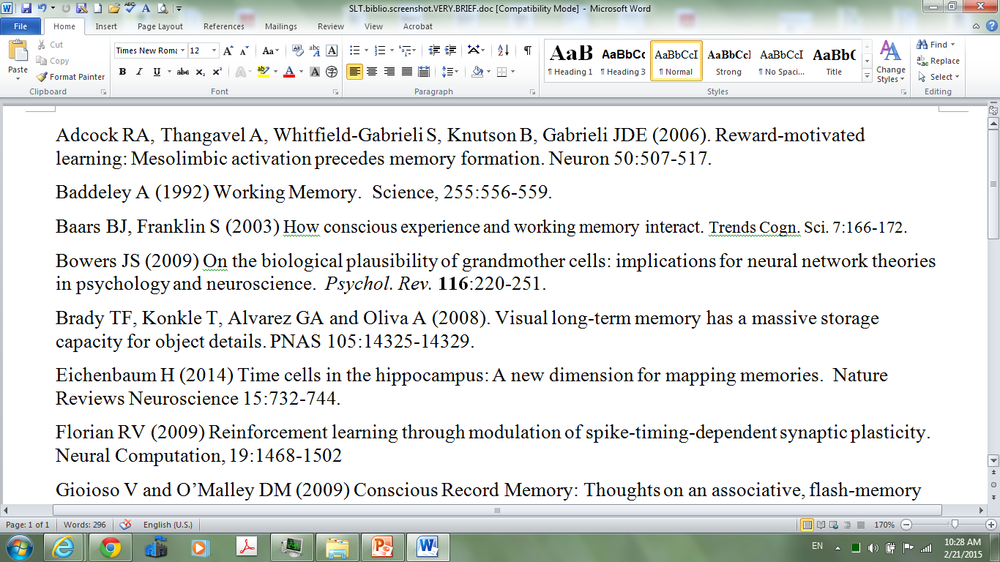 SLT.biblio.screenshot.VERY.BRIEF.doc [Compatibility Mode] - Microsoft Word
File Home Insert Page Layout References Mailings Review View Acrobat
Paste
Cut
Copy
Format Painter
Clipboard
Times New Roma 12
Font
Paragraph
AaB AaBbCc AaBbCcI AaBbCcI AaBbCcI AaBb(
¶ Heading 1 ¶ Heading 3 ¶ Normal Strong ¶ No Spaci... Title
Styles
Change
Styles
Find
Replace
Select
Editing
Adcock RA, Thangavel A, Whitfield-Gabrieli S, Knutson B, Gabrieli JDE (2006). Reward-motivated
learning: Mesolimbic activation precedes memory formation. Neuron 50:507-517.
Baddeley A (1992) Working Memory.  Science, 255:556-559.
Baars BJ, Franklin S (2003) How conscious experience and working memory interact. Trends Cogn. Sci. 7:166-172.
Bowers JS (2009) On the biological plausibility of grandmother cells: implications for neural network theories
in psychology and neuroscience.  Psychol. Rev. 116:220-251.
Brady TF, Konkle T, Alvarez GA and Oliva A (2008). Visual long-term memory has a massive storage
capacity for object details. PNAS 105:14325-14329.
Eichenbaum H (2014) Time cells in the hippocampus: A new dimension for mapping memories.  Nature
Reviews Neuroscience 15:732-744.
Florian RV (2009) Reinforcement learning through modulation of spike-timing-dependent synaptic plasticity.
Neural Computation, 19:1468-1502
Gioioso V and O’Malley DM (2009) Conscious Record Memory: Thoughts on an associative, flash-memory
Page: 1 of 1 Words: 296 English (U.S.) 170%
EN 10:28 AM
2/21/2015